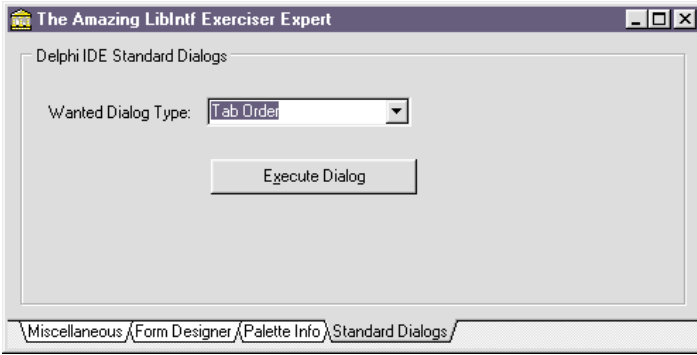 The Amazing LibIntf Exerciser Expert
Delphi IDE Standard Dialogs
Wanted Dialog Type: Tab Order
Execute Dialog
Miscellaneous Form Designer Palette Info Standard Dialogs